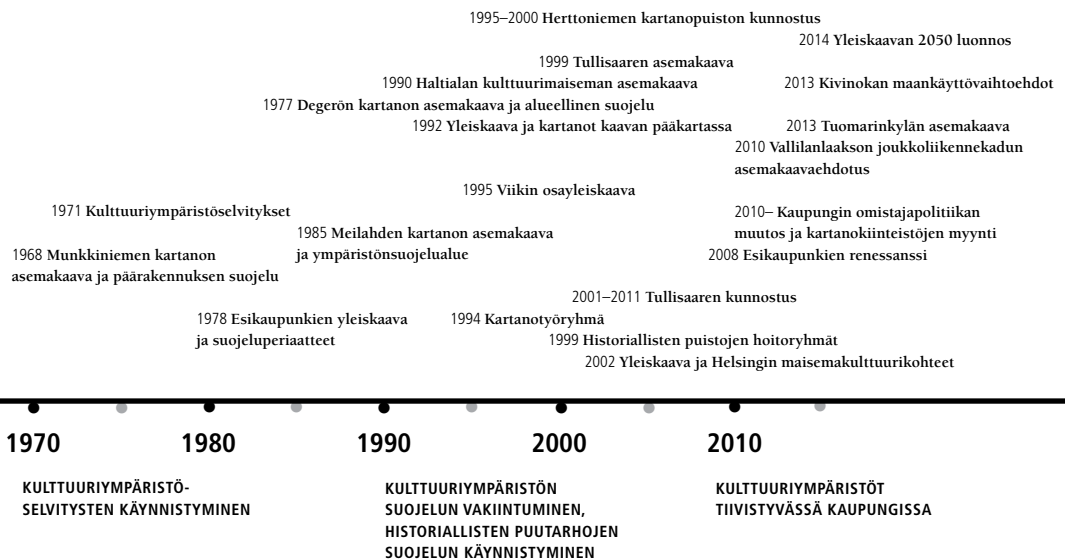 1995–2000 Herttoniemen kartanopuiston kunnostus
2014 Yleiskaavan 2050 luonnos
1999 Tullisaaren asemakaava
1990 Haltialan kulttuurimaiseman asemakaava
2013 Kivinokan maankäyttövaihtoehdot
1977 Degerön kartanon asemakaava ja alueellinen suojelu
1992 Yleiskaava ja kartanot kaavan pääkartassa
2013 Tuomarinkylän asemakaava
2010 Vallilanlaakson joukkoliikennekadun
asemakaavaehdotus
1995 Viikin osayleiskaava
1971 Kulttuuriympäristöselvitykset
2010– Kaupungin omistajapolitiikan
muutos ja kartanokiinteistöjen myynti
1985 Meilahden kartanon asemakaava
ja ympäristönsuojelualue
1968 Munkkiniemen kartanon
asemakaava ja päärakennuksen suojelu
2008 Esikaupunkien renessanssi
2001–2011 Tullisaaren kunnostus
1978 Esikaupunkien yleiskaava
ja suojeluperiaatteet
1994 Kartanotyöryhmä
1999 Historiallisten puistojen hoitoryhmät
2002 Yleiskaava ja Helsingin maisemakulttuurikohteet
1970 1980 1990 2000 2010
KULTTUURIYMPÄRISTÖ-
SELVITYSTEN KÄYNNISTYMINEN
KULTTUURIYMPÄRISTÖN
SUOJELUN VAKIINTUMINEN,
HISTORIALLISTEN PUUTARHOJEN
SUOJELUN KÄYNNISTYMINEN
KULTTUURIYMPÄRISTÖT
TIIVISTYVÄSSÄ KAUPUNGISSA